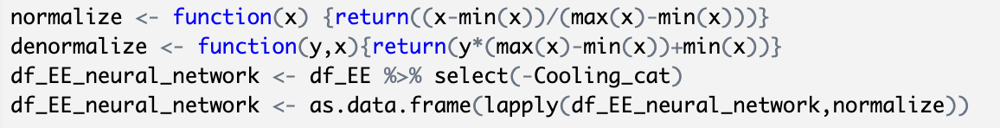 normalize <- function(x) {return((x-min(x))/(max(x)-min(x)))}
denormalize <- function(y,x){return(y*(max(x)-min(x))+min(x))}
df_EE_neural_network <- df_EE %>% select(-Cooling_cat)
df_EE_neural_network <- as.data.frame(lapply(df_EE_neural_network,normalize))